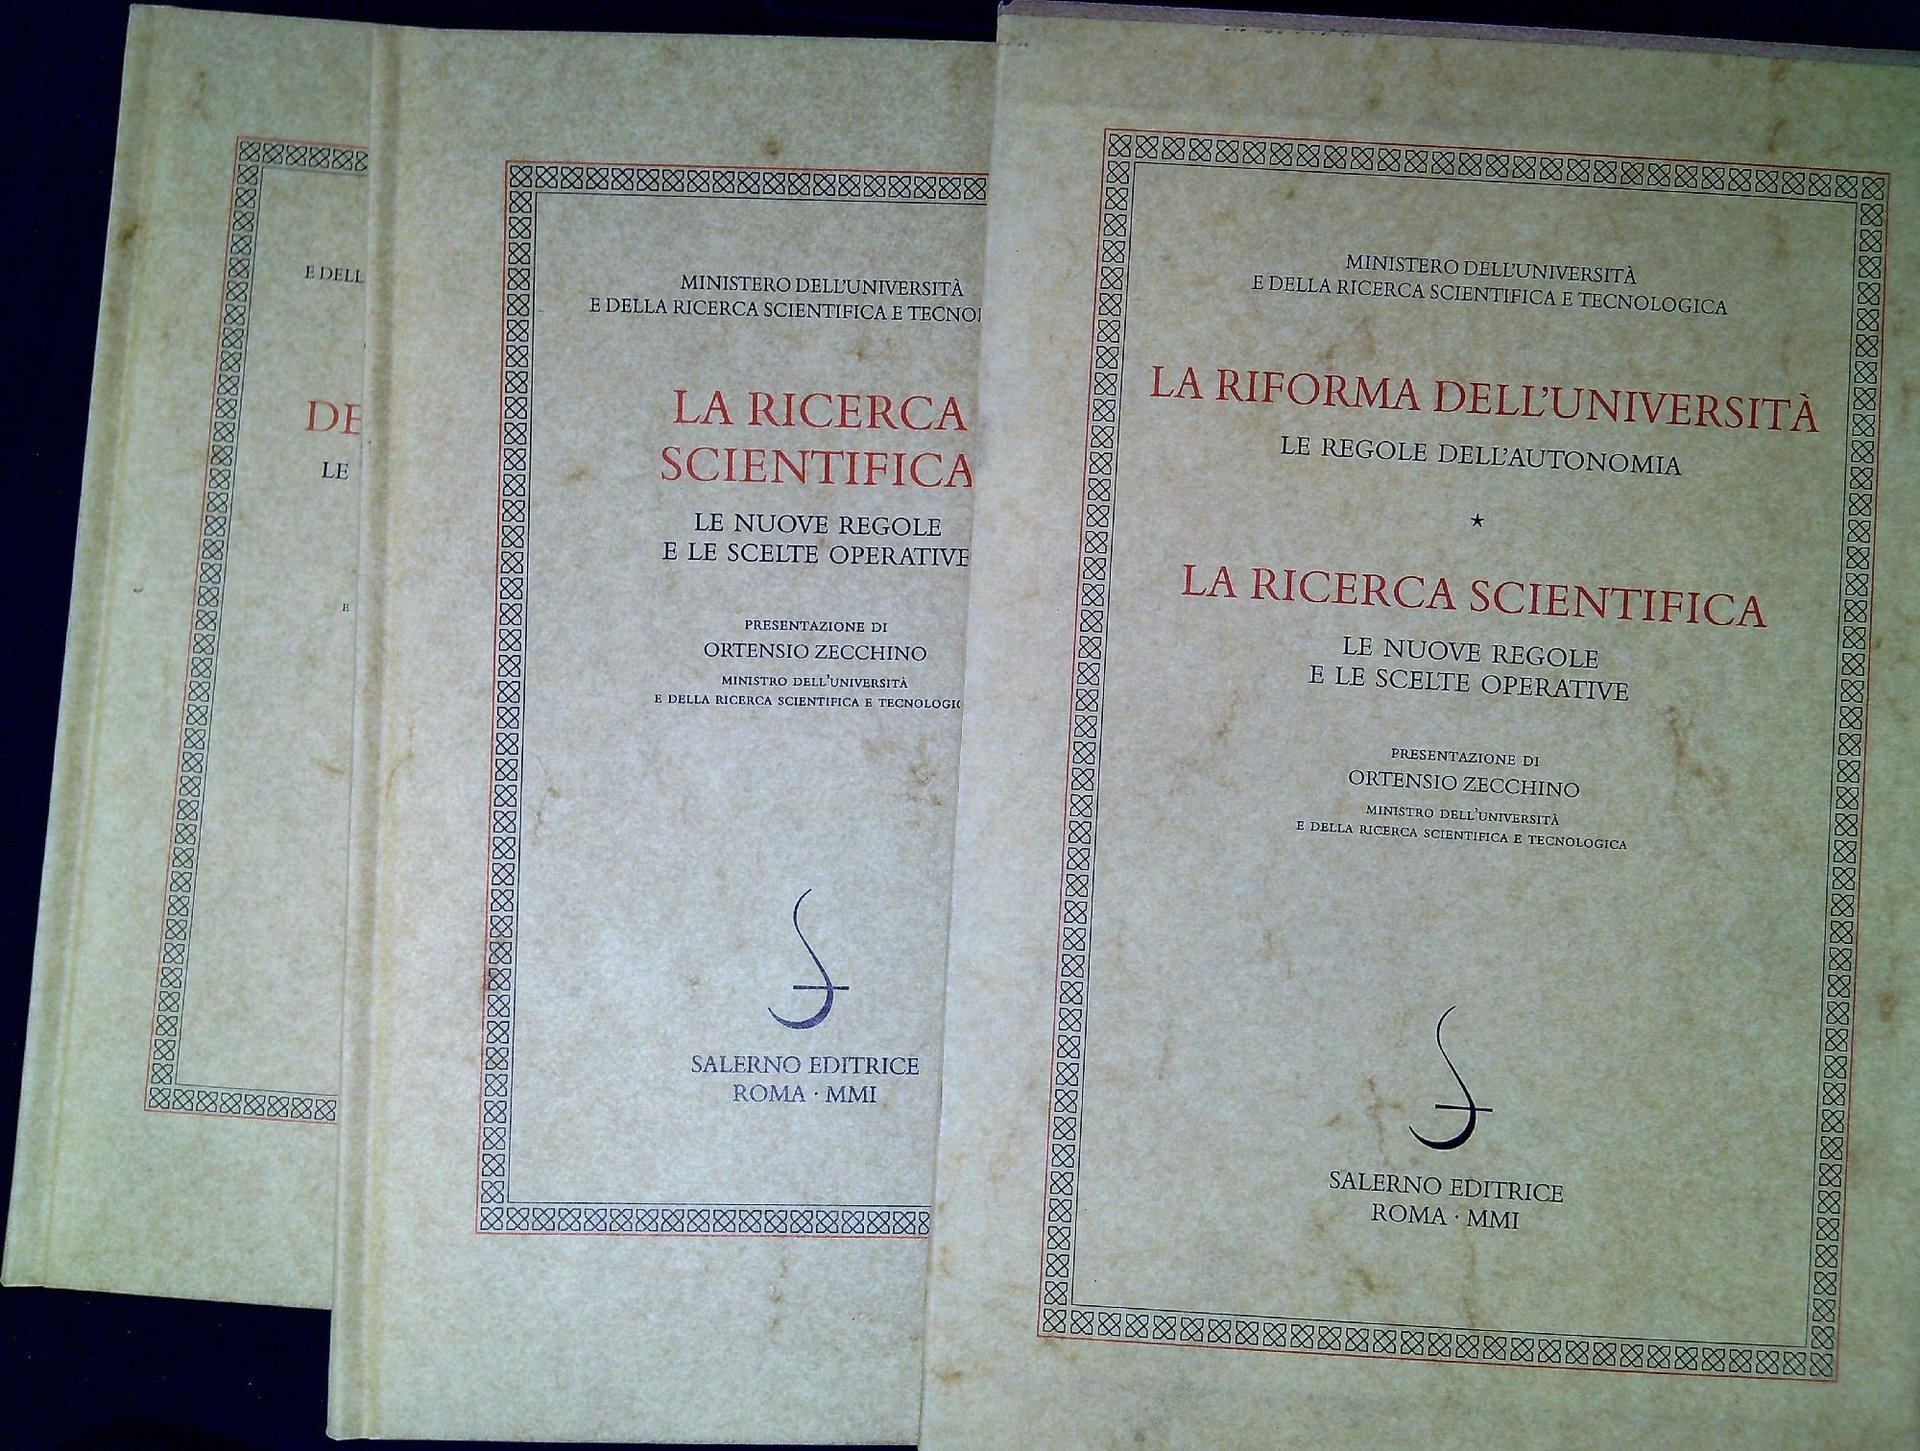 E DELL
DE
LE
E
MINISTERO DELL'UNIVERSITÀ
E DELLA RICERCA SCIENTIFICA E TECNO
LA RICERCA
SCIENTIFICA
LE NUOVE REGOLE
E LE SCELTE OPERATIVE
PRESENTAZIONE DI
ORTENSIO ZECCHINO
MINISTRO DELL'UNIVERSITÀ
E DELLA RICERCA SCIENTIFICA E TECNOLOGIC
SALERNO EDITRICE
ROMA · MMI
MINISTERO DELL'UNIVERSITÀ
E DELLA RICERCA SCIENTIFICA E TECNOLOGICA
LA RIFORMA DELL'UNIVERSITÀ
LE REGOLE DELL'AUTONOMIA
★
LA RICERCA SCIENTIFICA
LE NUOVE REGOLE
E LE SCELTE OPERATIVE
PRESENTAZIONE DI
ORTENSIO ZECCHINO
MINISTRO DELL'UNIVERSITÀ
E DELLA RICERCA SCIENTIFICA E TECNOLOGICA
SALERNO EDITRICE
ROMA · MMI